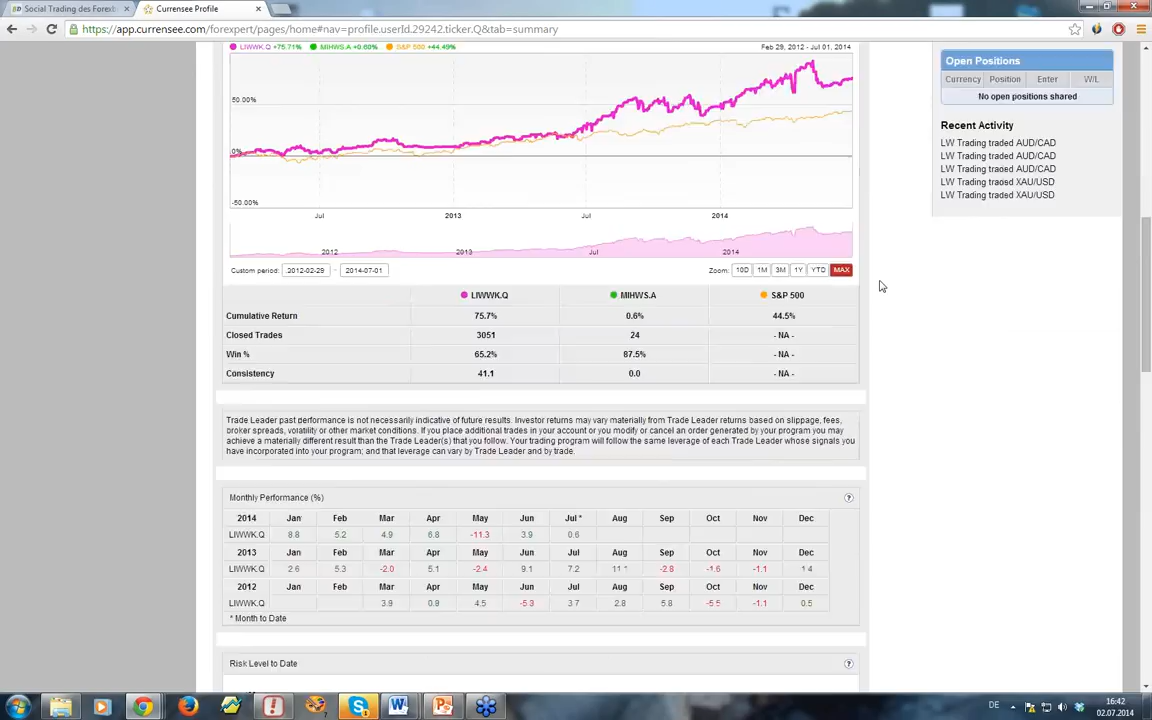 Social Trading des Forext
Currensee Profile
https://app.currensee.com/forexpert/pages/home#nav=profile.userId.29242.ticker.Q&tab=summary
LIWWK.Q +75.71% MIHWS.A +0.60% S&P 500 +44.49% Feb 29, 2012 - Jul 01, 2014
50.00%
0%
-50.00%
Jul 2013 Jul 2014
2012 2013 Jul 2014
Custom period: 2012-02-29 - 2014-07-01 Zoom: 10D 1M 3M 1Y YTD MAX
LIWWK.Q MIHWS.A S&P 500
Cumulative Return 75.7% 0.6% 44.5%
Closed Trades 3051 24 - NA -
Win % 65.2% 87.5% - NA -
Consistency 41.1 0.0 - NA -
Trade Leader past performance is not necessarily indicative of future results. Investor returns may vary materially from Trade Leader returns based on slippage, fees,
broker spreads, volatility or other market conditions. If you place additional trades in your account or you modify or cancel an order generated by your program you may
achieve a materially different result than the Trade Leader(s) that you follow. Your trading program will follow the same leverage of each Trade Leader whose signals you
have incorporated into your program; and that leverage can vary by Trade Leader and by trade.
Monthly Performance (%) ?
2014 Jan Feb Mar Apr May Jun Jul * Aug Sep Oct Nov Dec
LIWWK.Q 8.8 5.2 4.9 6.8 -11.3 3.9 0.6
2013 Jan Feb Mar Apr May Jun Jul Aug Sep Oct Nov Dec
LIWWK.Q 2.6 5.3 -2.0 5.1 -2.4 9.1 7.2 -2.8 -1.6 -1.1 1.4
2012 Jan Feb Mar Apr May Jun Jul Aug Sep Oct Nov Dec
LIWWK.Q 3.9 0.9 4.5 -5.3 3.7 2.8 5.8 -5.5 -1.1 0.5
* Month to Date
Risk Level to Date ?
Open Positions
Currency Position Enter W/L
No open positions shared
Recent Activity
LW Trading traded AUD/CAD
LW Trading traded AUD/CAD
LW Trading traded AUD/CAD
LW Trading traded XAU/USD
LW Trading traded XAU/USD
DE
16:42
02.07.2014